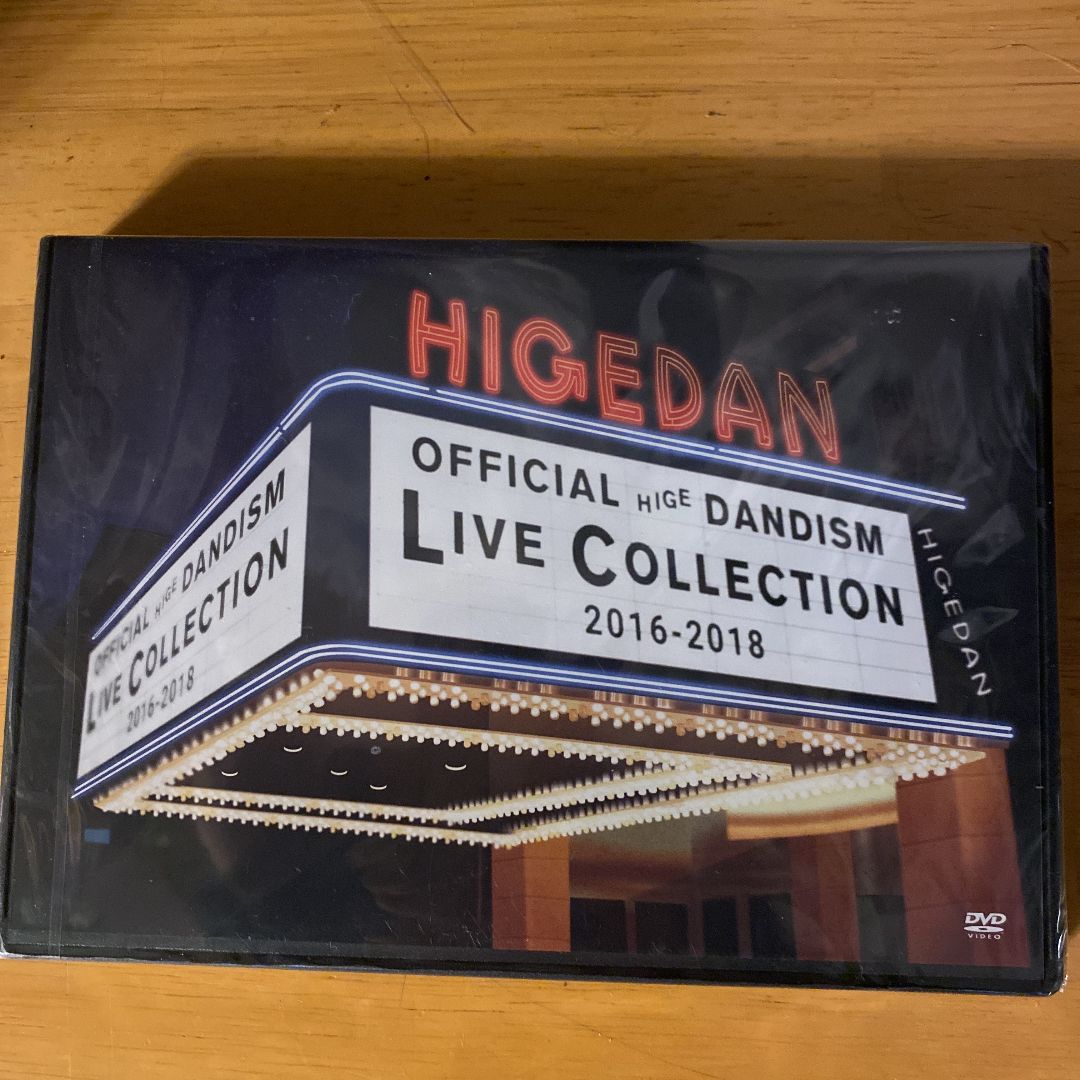 HIGEDAN
OFFICIAL HIGE DANDISM
LIVE COLLECTION
2016-2018
OFFICIAL HIGE DANDISM
LIVE COLLECTION
2016-2018
HIGEDAN
DVD
VIDEO